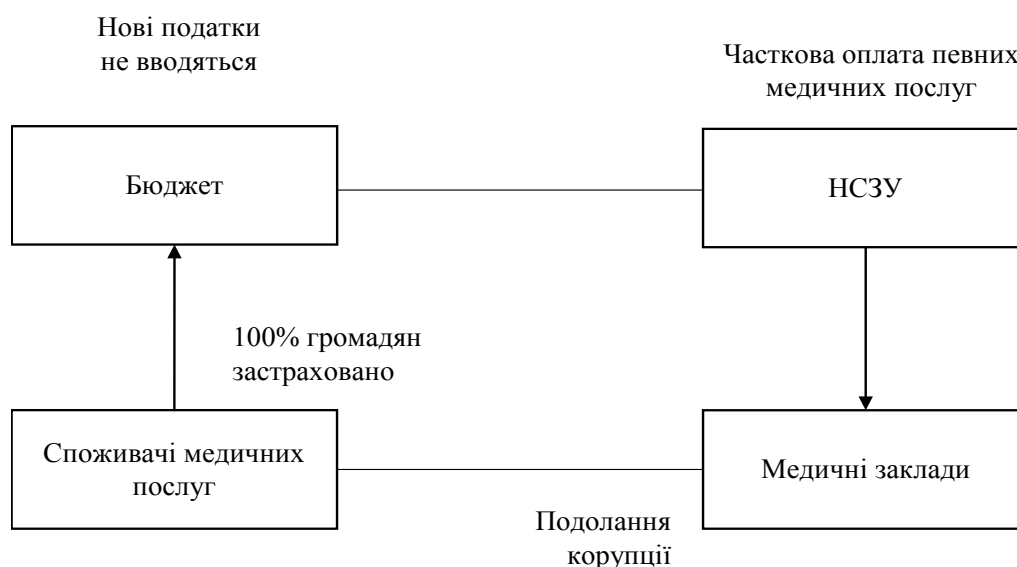 Нові податки
не вводяться
Часткова оплата певних
медичних послуг
Бюджет
НСЗУ
100% громадян
застраховано
Споживачі медичних
послуг
Медичні заклади
Подолання
корупції